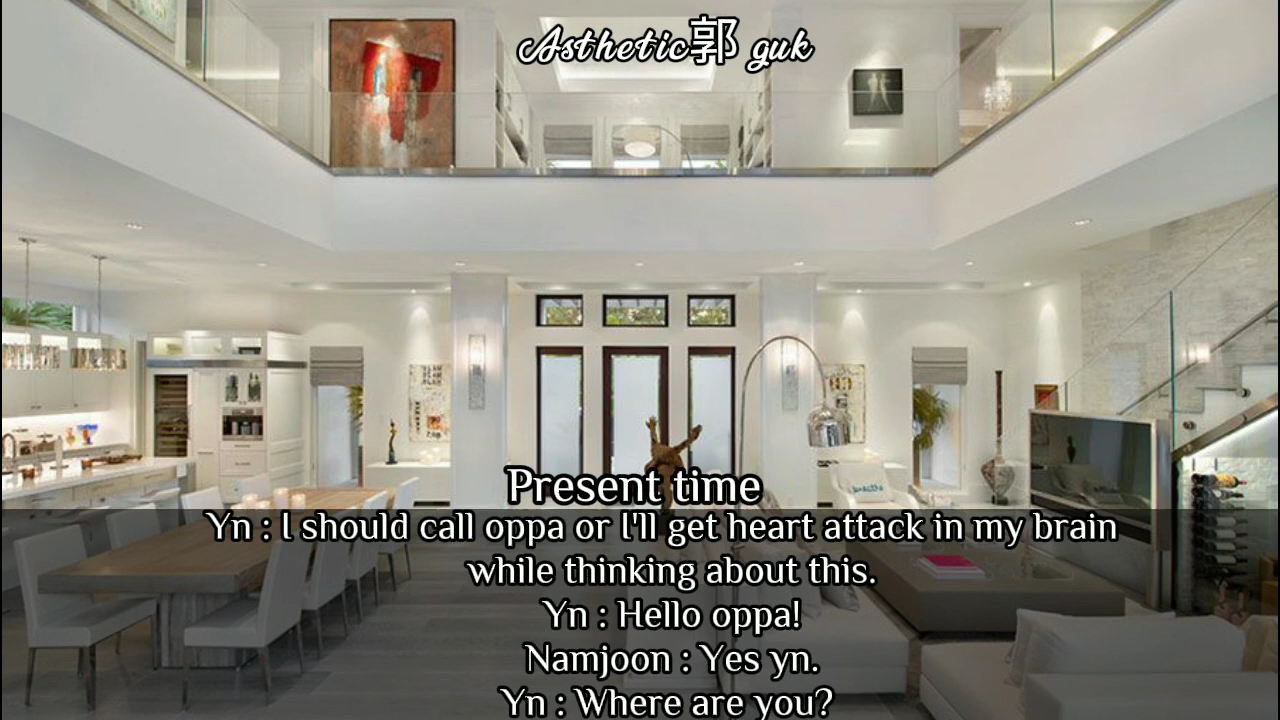 Asthetic郭 guk
Present time
Yn : I should call oppa or I'll get heart attack in my brain
while thinking about this.
Yn : Hello oppa!
Namjoon : Yes yn.
Yn : Where are you?